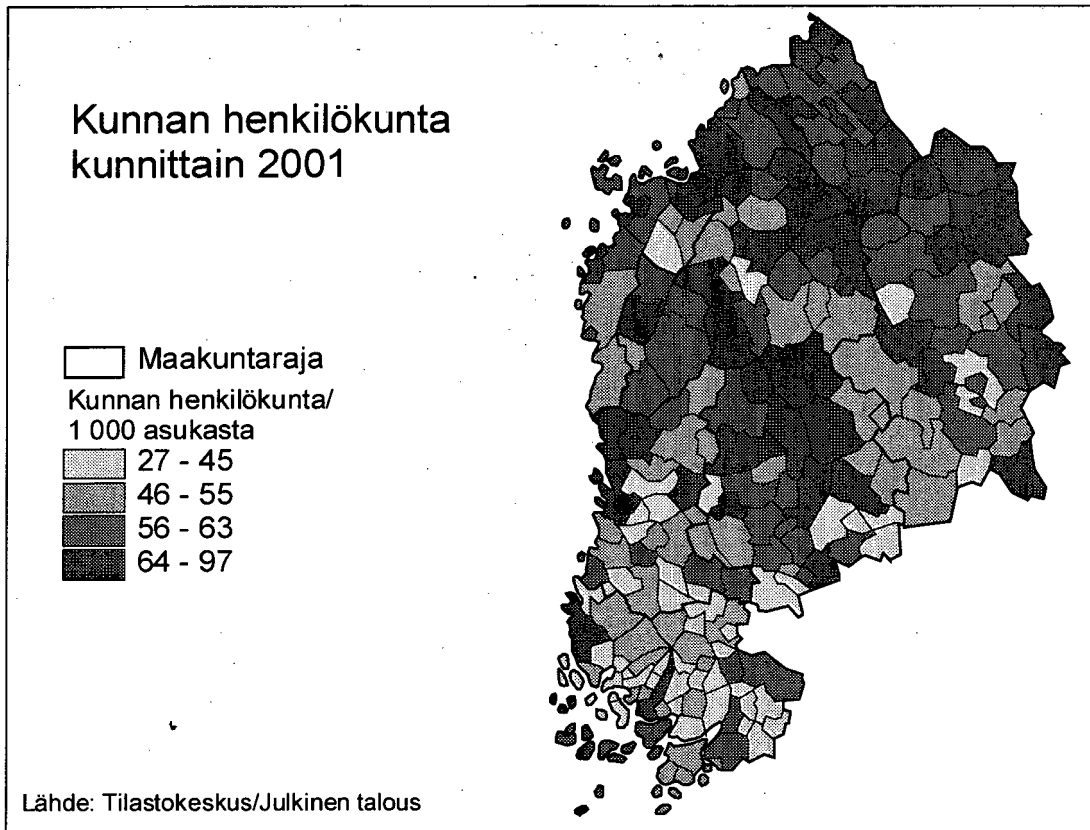 Kunnan henkilökunta
kunnittain 2001
Maakuntaraja
Kunnan henkilökunta/
1 000 asukasta
27 - 45
46 - 55
56 - 63
64 - 97
Lähde: Tilastokeskus/Julkinen talous